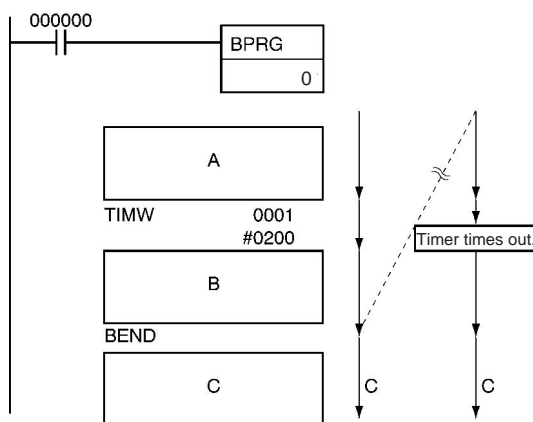 000000
BPRG
0
A
TIMW 0001
#0200
Timer times out.
B
BEND
C C C